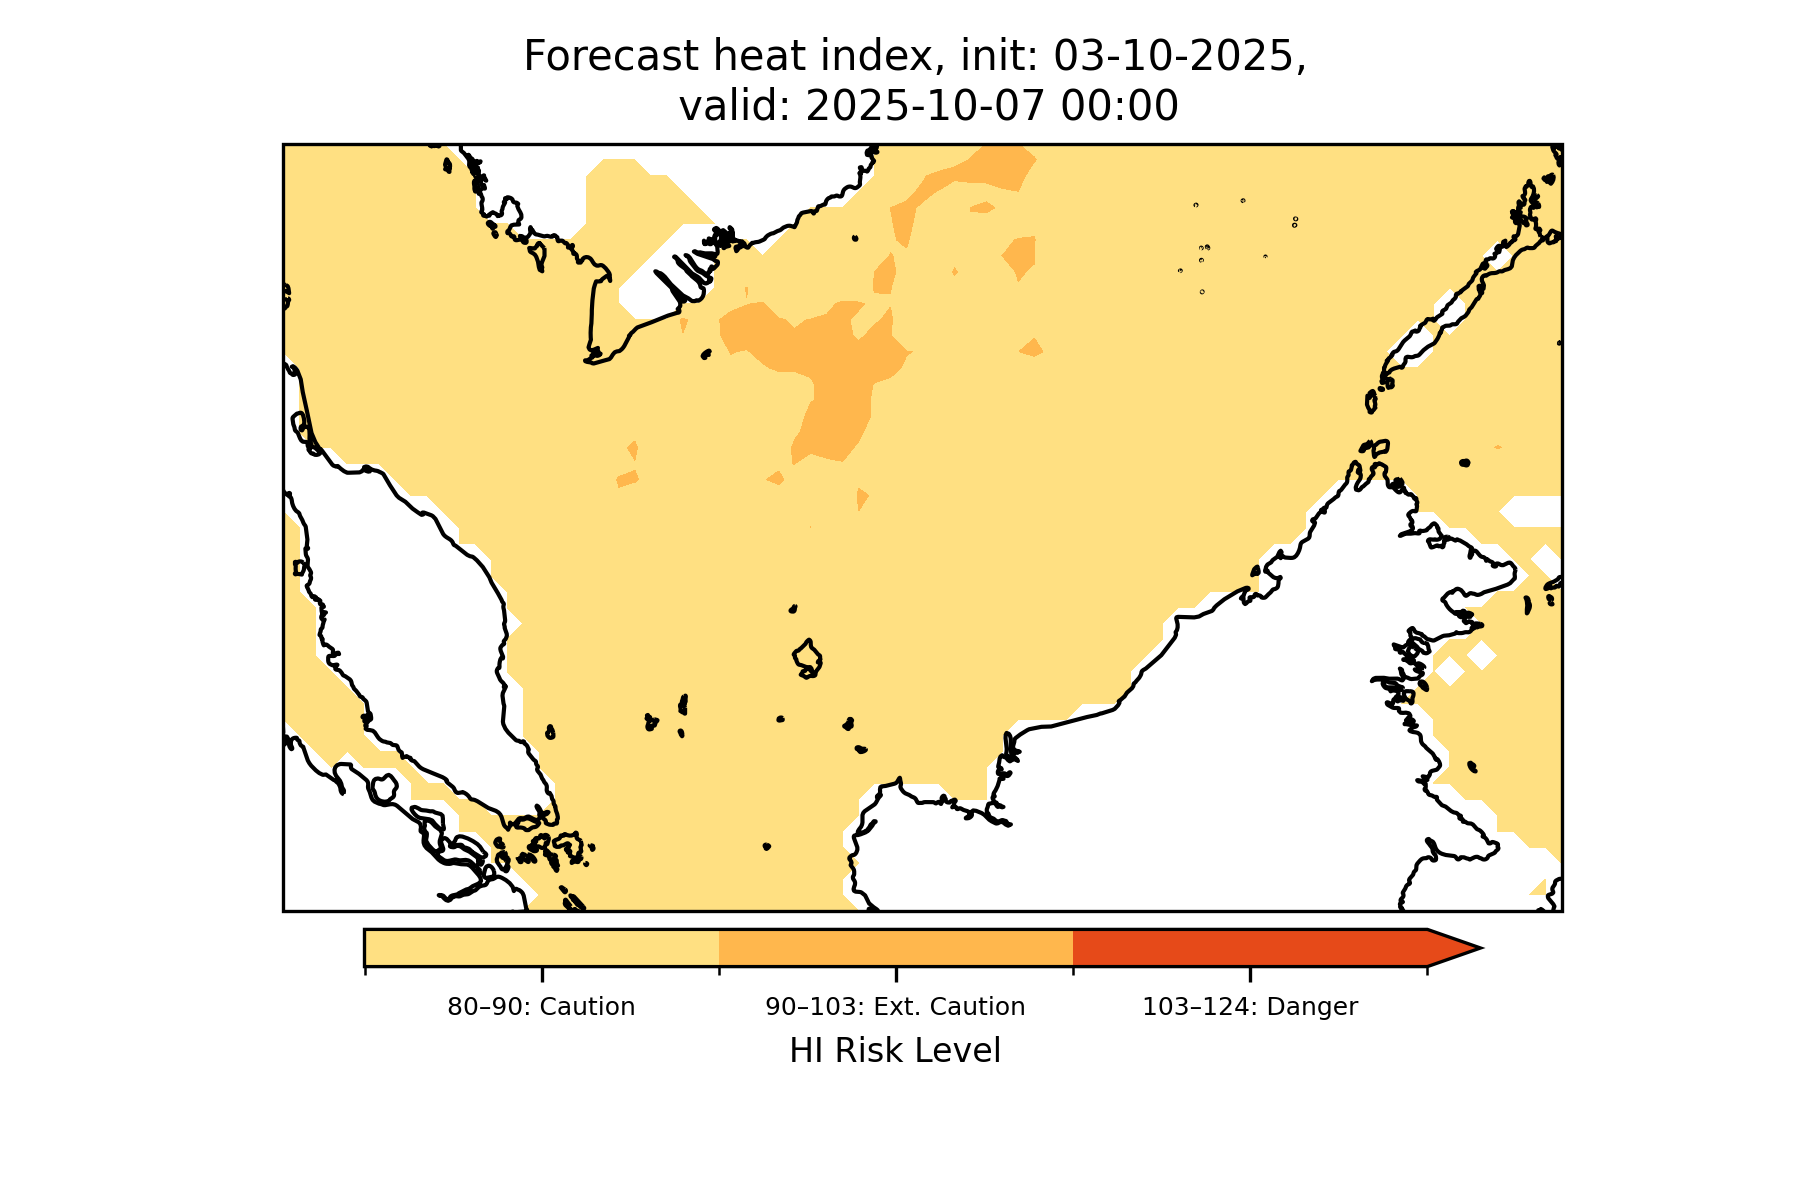 Forecast heat index, init: 03-10-2025,
valid: 2025-10-07 00:00
80–90: Caution
90–103: Ext. Caution
103–124: Danger
HI Risk Level